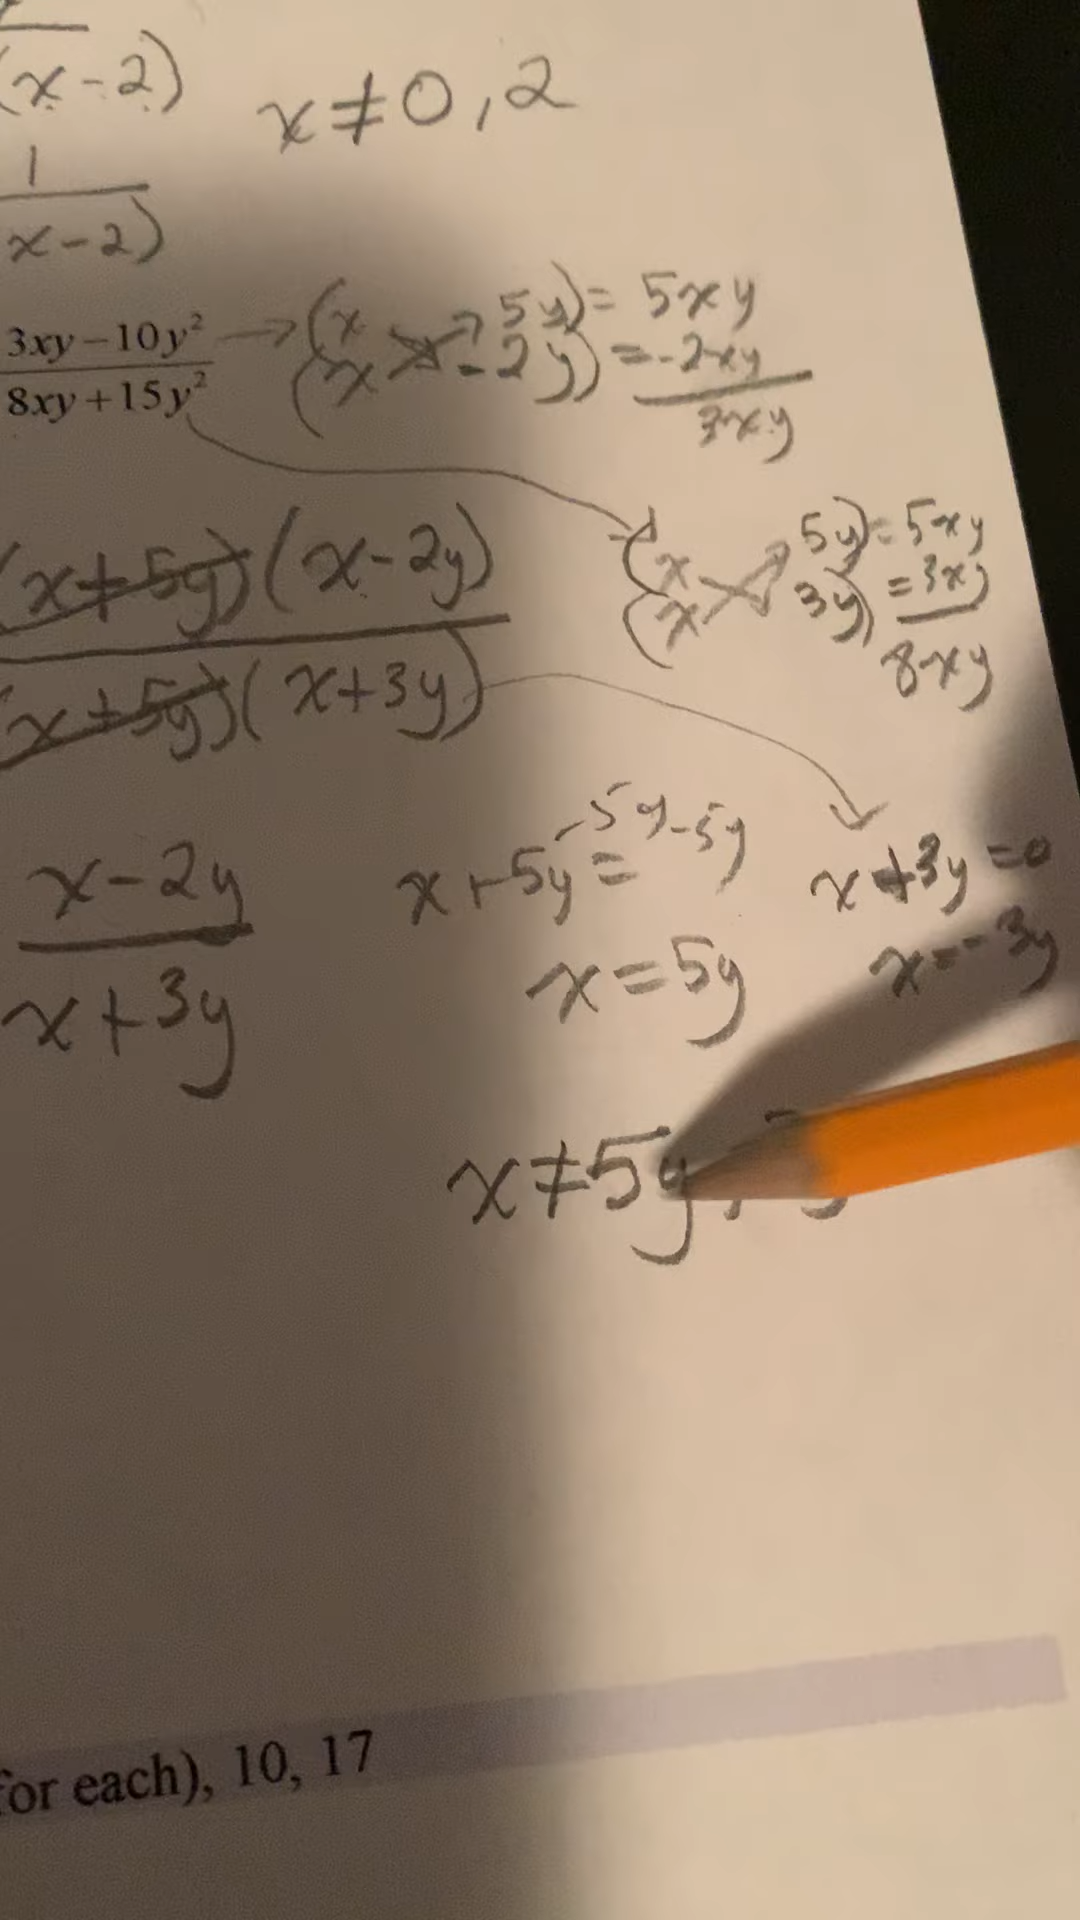 (x-2)
x≠0,2
1
x-2)
3xy-10y²
8xy+15y²
(x 5y)= 5xy
(x -2y) =-2xy
3xy
(x 5y)= 5xy
(x 3y) =3xy
8xy
(x+5y)(x-2y)
(x+5y)(x+3y)
-5y -5y
x+5y=
x+3y=0
x-2y
x+3y
x=5y
x=-3y
x≠5y,
for each), 10, 17